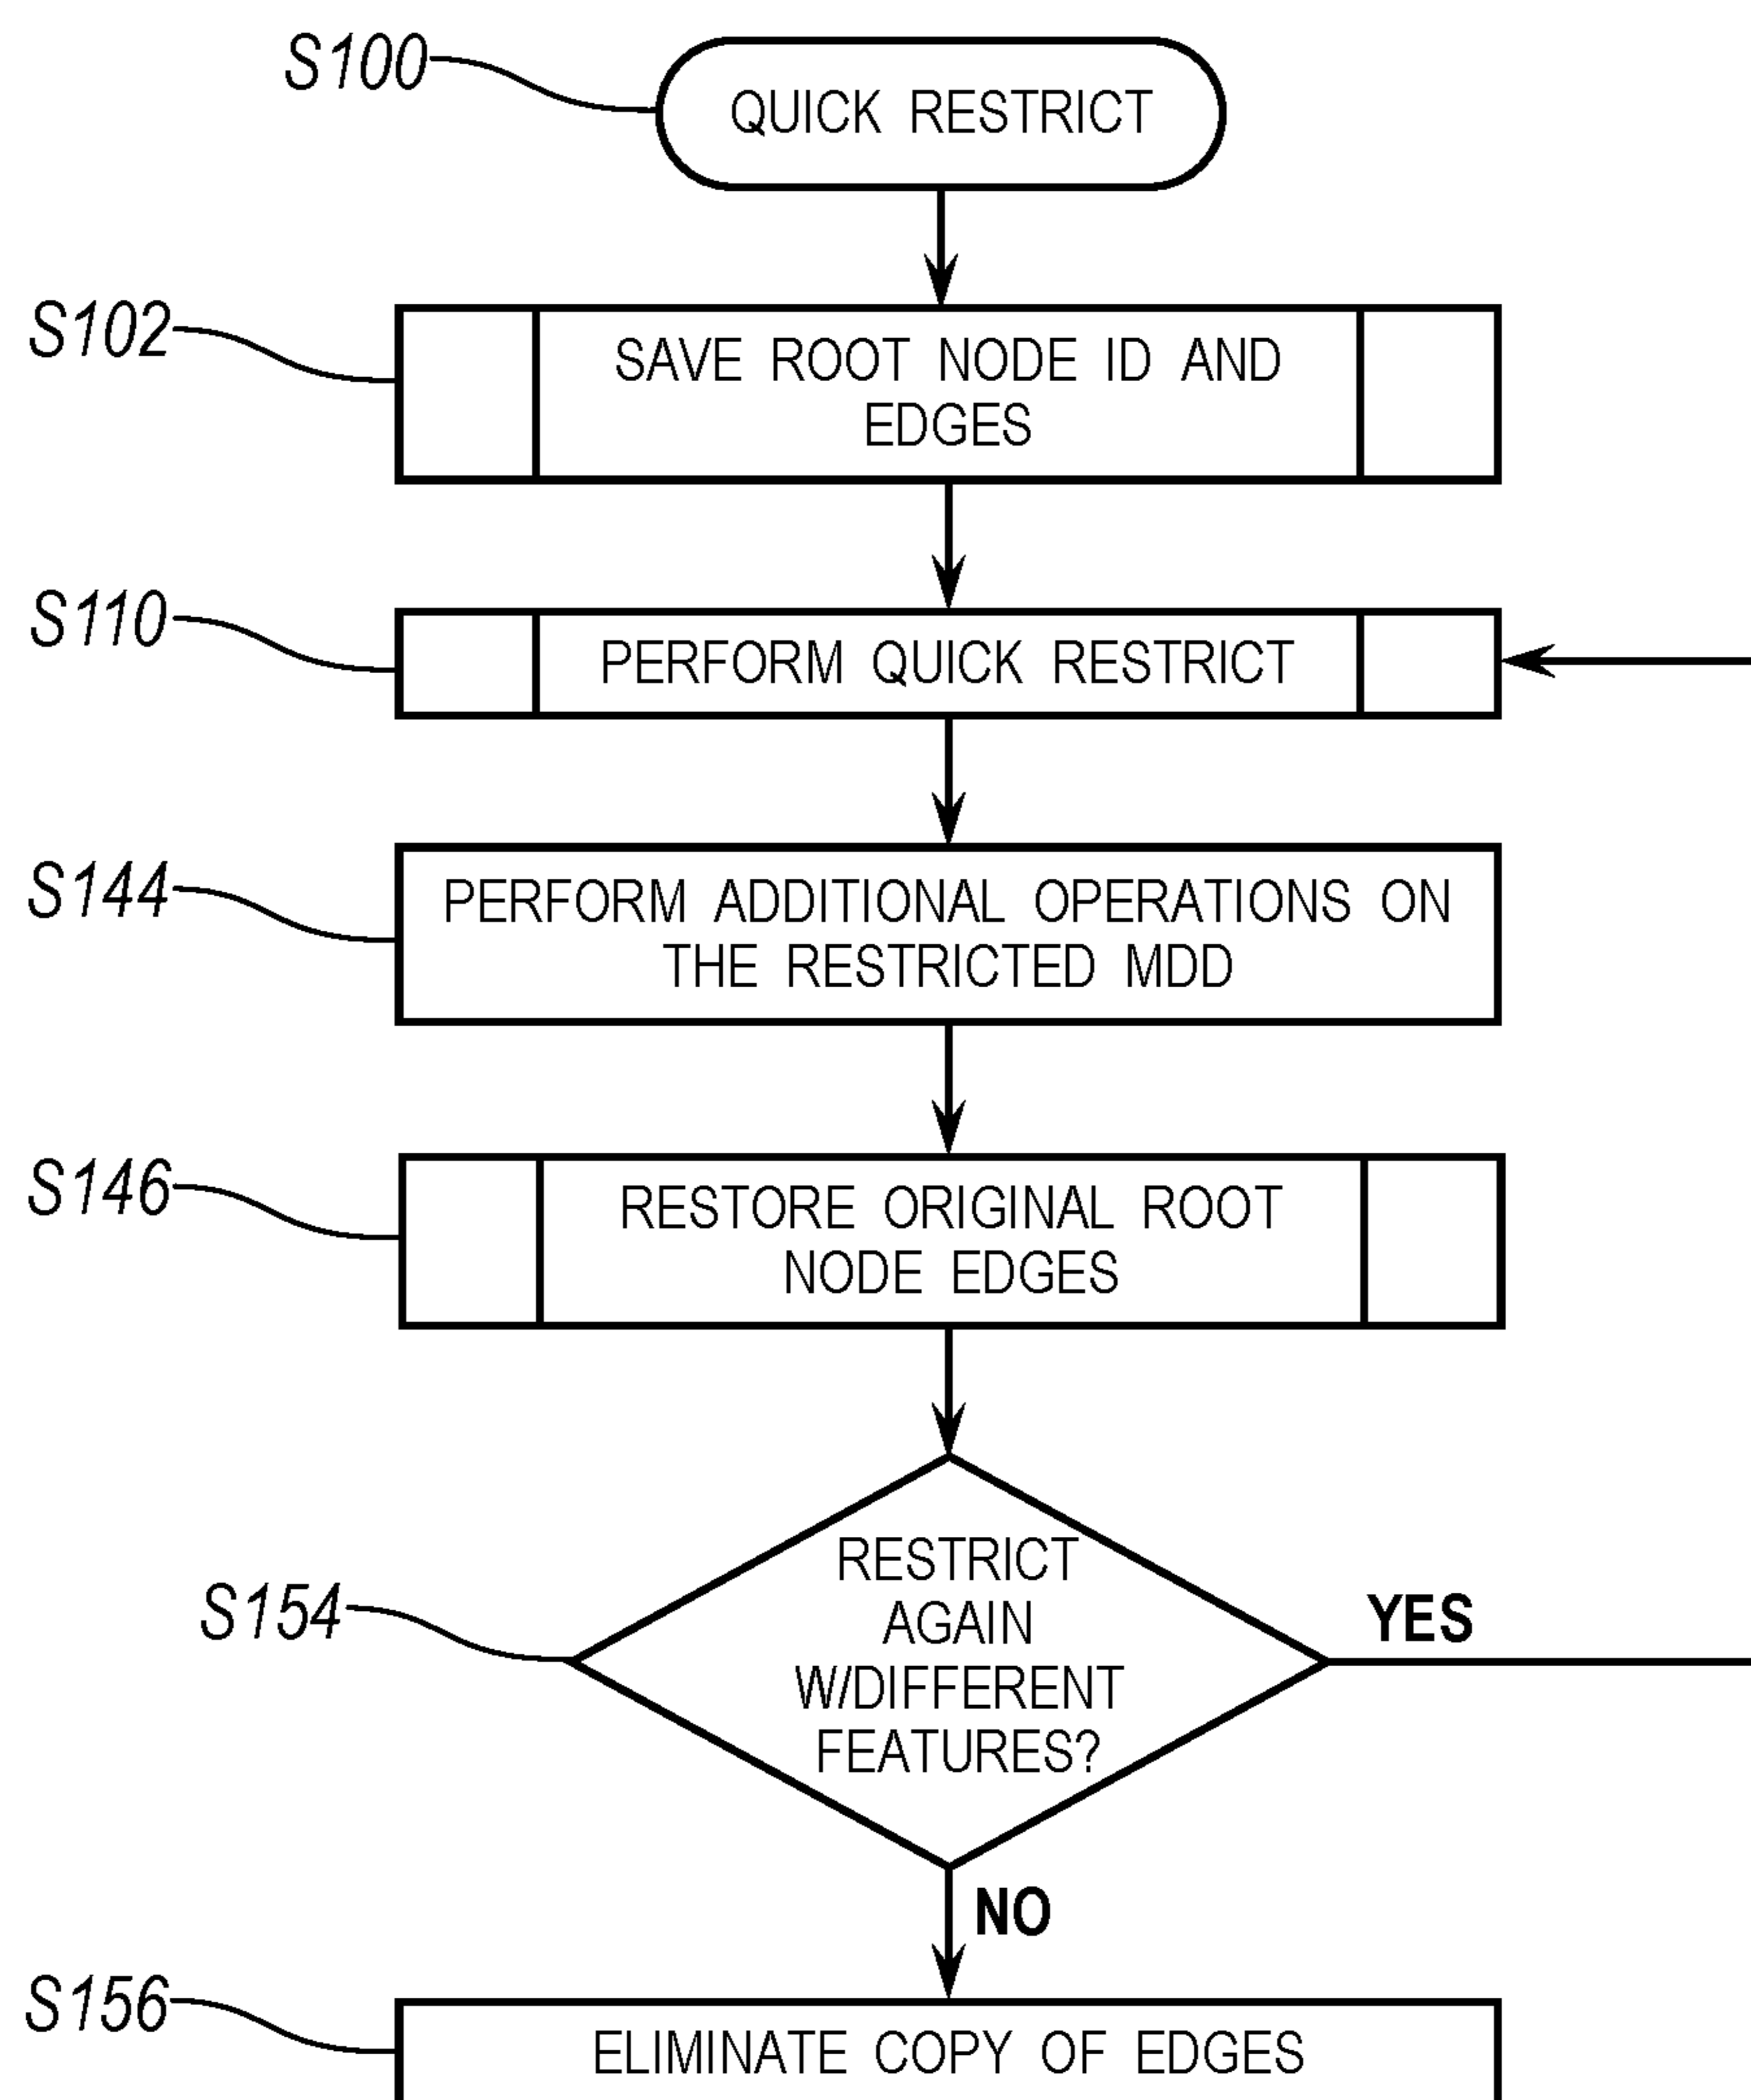 S100
QUICK RESTRICT
S102
SAVE ROOT NODE ID AND
EDGES
S110
PERFORM QUICK RESTRICT
S144
PERFORM ADDITIONAL OPERATIONS ON
THE RESTRICTED MDD
S146
RESTORE ORIGINAL ROOT
NODE EDGES
S154
RESTRICT
AGAIN
W/DIFFERENT
FEATURES?
YES
NO
S156
ELIMINATE COPY OF EDGES